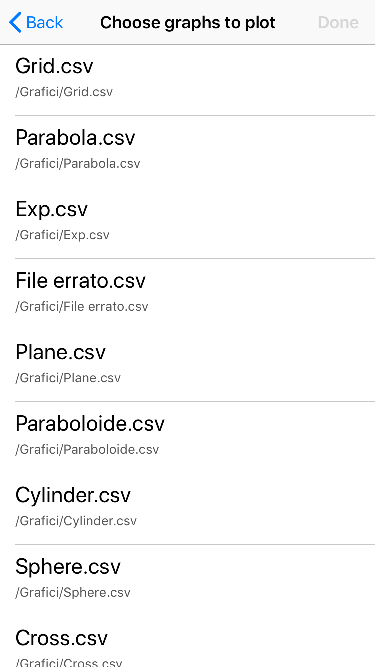 Back
Choose graphs to plot
Done
Grid.csv
/Grafici/Grid.csv
Parabola.csv
/Grafici/Parabola.csv
Exp.csv
/Grafici/Exp.csv
File errato.csv
/Grafici/File errato.csv
Plane.csv
/Grafici/Plane.csv
Paraboloide.csv
/Grafici/Paraboloide.csv
Cylinder.csv
/Grafici/Cylinder.csv
Sphere.csv
/Grafici/Sphere.csv
Cross.csv
/Grafici/Cross.csv